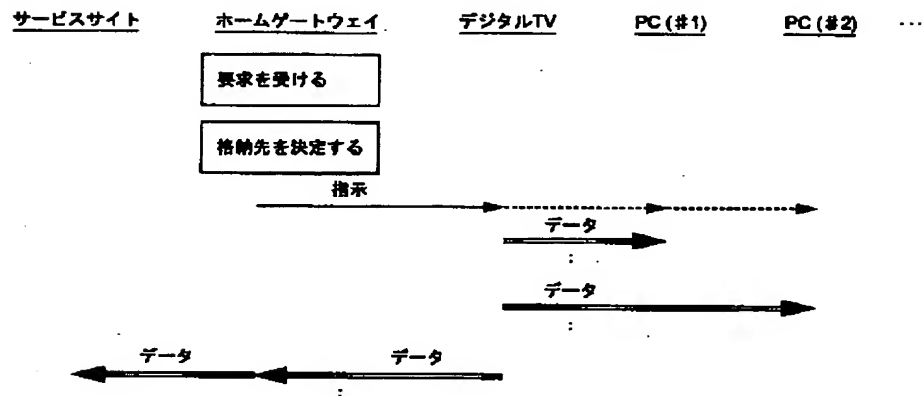 サービスサイト ホームゲートウェイ デジタルTV PC(#1) PC(#2) …
要求を受ける
格納先を決定する
指示
データ
:
データ
:
データ データ
: